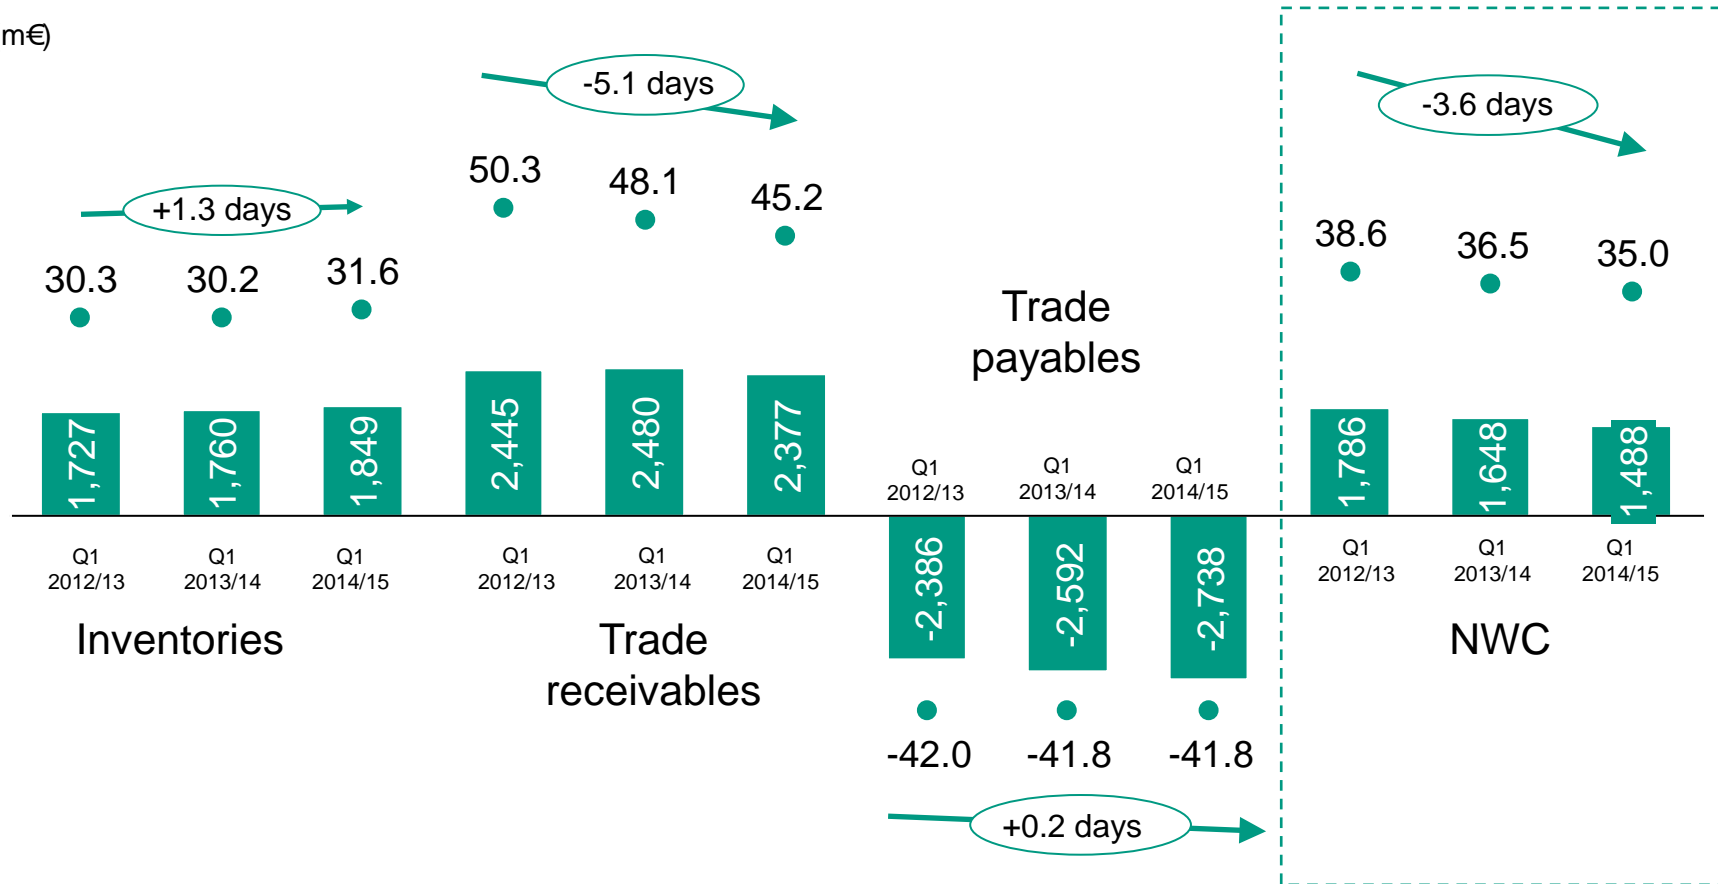 m€)
+1.3 days
30.3
30.2
31.6
1,727
1,760
1,849
Q1
2012/13
Q1
2013/14
Q1
2014/15
Inventories
-5.1 days
50.3
48.1
45.2
2,445
2,480
2,377
Q1
2012/13
Q1
2013/14
Q1
2014/15
Trade
receivables
Trade
payables
Q1
2012/13
Q1
2013/14
Q1
2014/15
-2,386
-2,592
-2,738
-42.0
-41.8
-41.8
+0.2 days
-3.6 days
38.6
36.5
35.0
1,786
1,648
1,488
Q1
2012/13
Q1
2013/14
Q1
2014/15
NWC